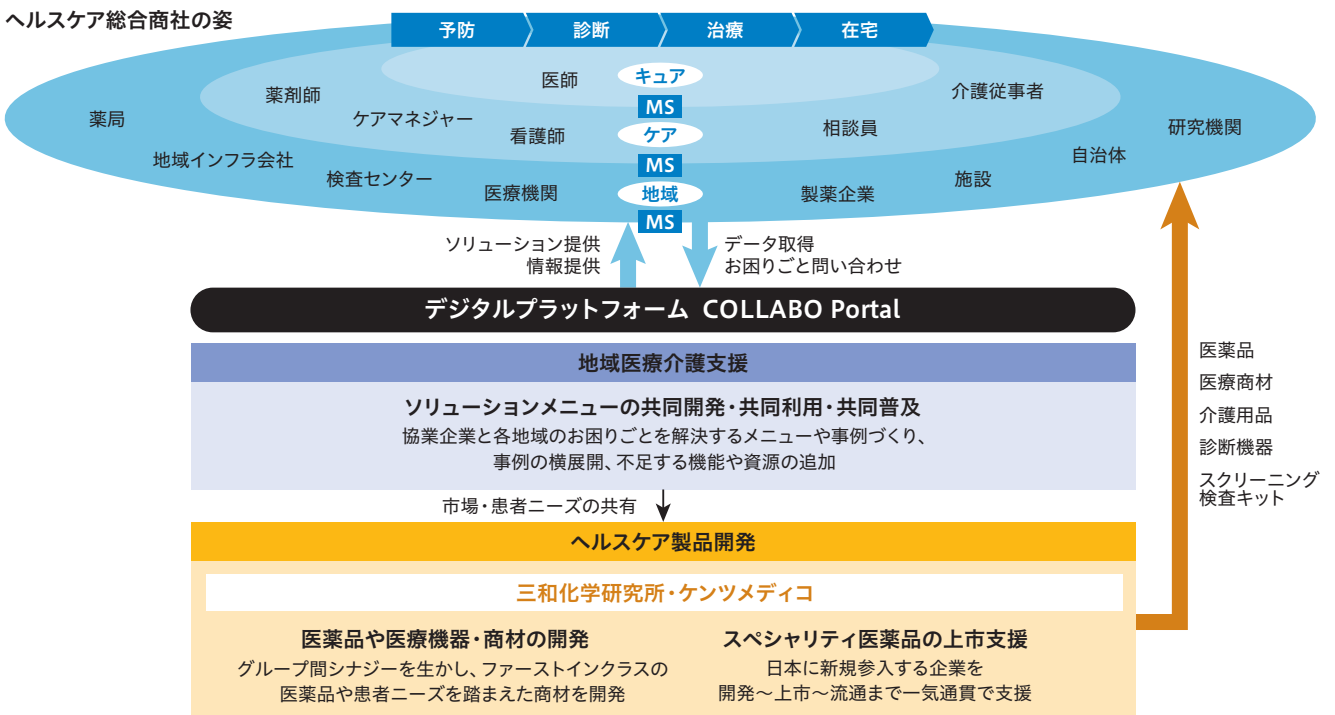 ヘルスケア総合商社の姿
予防
診断
治療
在宅
医師
キュア
薬剤師
介護従事者
MS
薬局
ケアマネジャー
看護師
ケア
相談員
研究機関
地域インフラ会社
MS
自治体
検査センター
医療機関
地域
製薬企業
施設
MS
ソリューション提供
情報提供
データ取得
お困りごと問い合わせ
デジタルプラットフォーム COLLABO Portal
地域医療介護支援
ソリューションメニューの共同開発・共同利用・共同普及
協業企業と各地域のお困りごとを解決するメニューや事例づくり、
事例の横展開、不足する機能や資源の追加
市場・患者ニーズの共有
ヘルスケア製品開発
三和化学研究所・ケンツメディコ
医薬品や医療機器・商材の開発
グループ間シナジーを生かし、ファーストインクラスの
医薬品や患者ニーズを踏まえた商材を開発
スペシャリティ医薬品の上市支援
日本に新規参入する企業を
開発～上市～流通まで一気通貫で支援
医薬品
医療商材
介護用品
診断機器
スクリーニング
検査キット